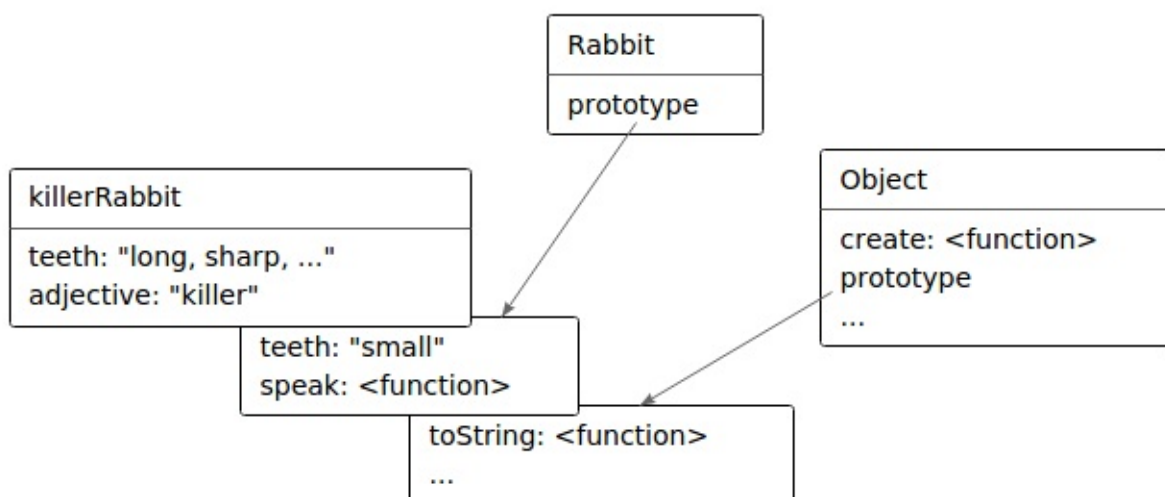 Rabbit
prototype
killerRabbit
teeth: "long, sharp, ..."
adjective: "killer"
Object
create: <function>
prototype
...
teeth: "small"
speak: <function>
toString: <function>
...